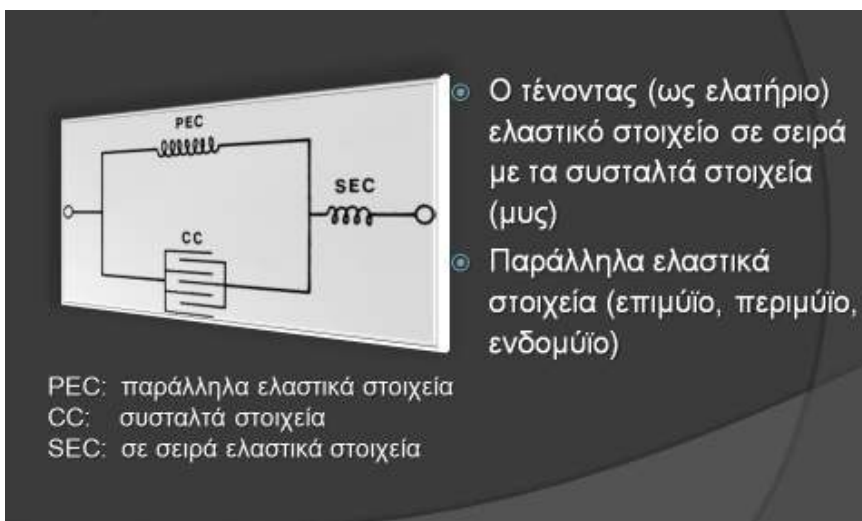 PEC
SEC
CC
Ο τένοντας (ως ελατήριο)
ελαστικό στοιχείο σε σειρά
με τα συσταλτά στοιχεία
(μυς)
Παράλληλα ελαστικά
στοιχεία (επιμύϊο, περιμύϊο,
ενδομύϊο)
PEC: παράλληλα ελαστικά στοιχεία
CC: συσταλτά στοιχεία
SEC: σε σειρά ελαστικά στοιχεία